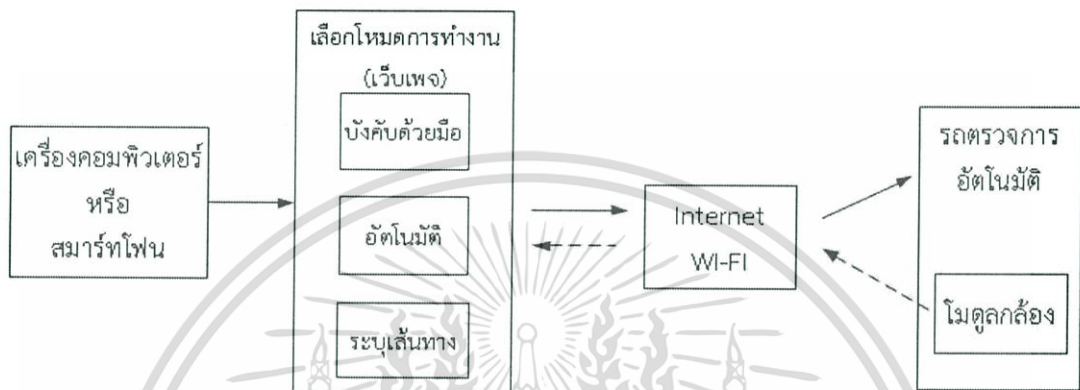 เครื่องคอมพิวเตอร์
หรือ
สมาร์ทโฟน
เลือกโหมดการทำงาน
(เว็บเพจ)
บังคับด้วยมือ
อัตโนมัติ
ระบุเส้นทาง
Internet
WI-FI
รถตรวจการ
อัตโนมัติ
โมดูลกล้อง